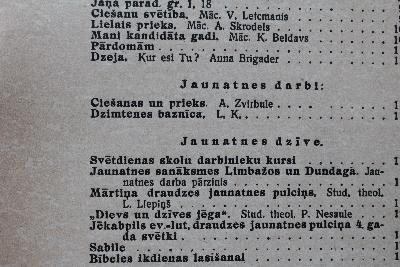 Jāņa parād. gr. 1, 18
Ciešanu svētība. Māc. V. Leicmanis
Lielais prieks. Māc. A. Skrodels
Mani kandidāta gadi. Māc. K. Beldavs
Pārdomām
Dzeja. Kur esi Tu? Anna Brigader
Jaunatnes darbi:
Ciešanas un prieks. A. Zvirbule
Dzimtenes baznīca. L. K.
Jaunatnes dzīve.
Svētdienas skolu darbinieku kursi
Jaunatnes sanāksmes Limbažos un Dundagā. Jau-
natnes darba pārzinis
Mārtiņa draudzes jaunatnes pulciņš. Stud. theol.
L. Liepiņš
„Dievs un dzīves jēga“. Stud. theol. P. Nessaule
Jēkabpils ev.-lut. draudzes jaunatnes pulciņa 4. ga-
da svētki
Sabile
Bībeles ikdienas lasīšanai